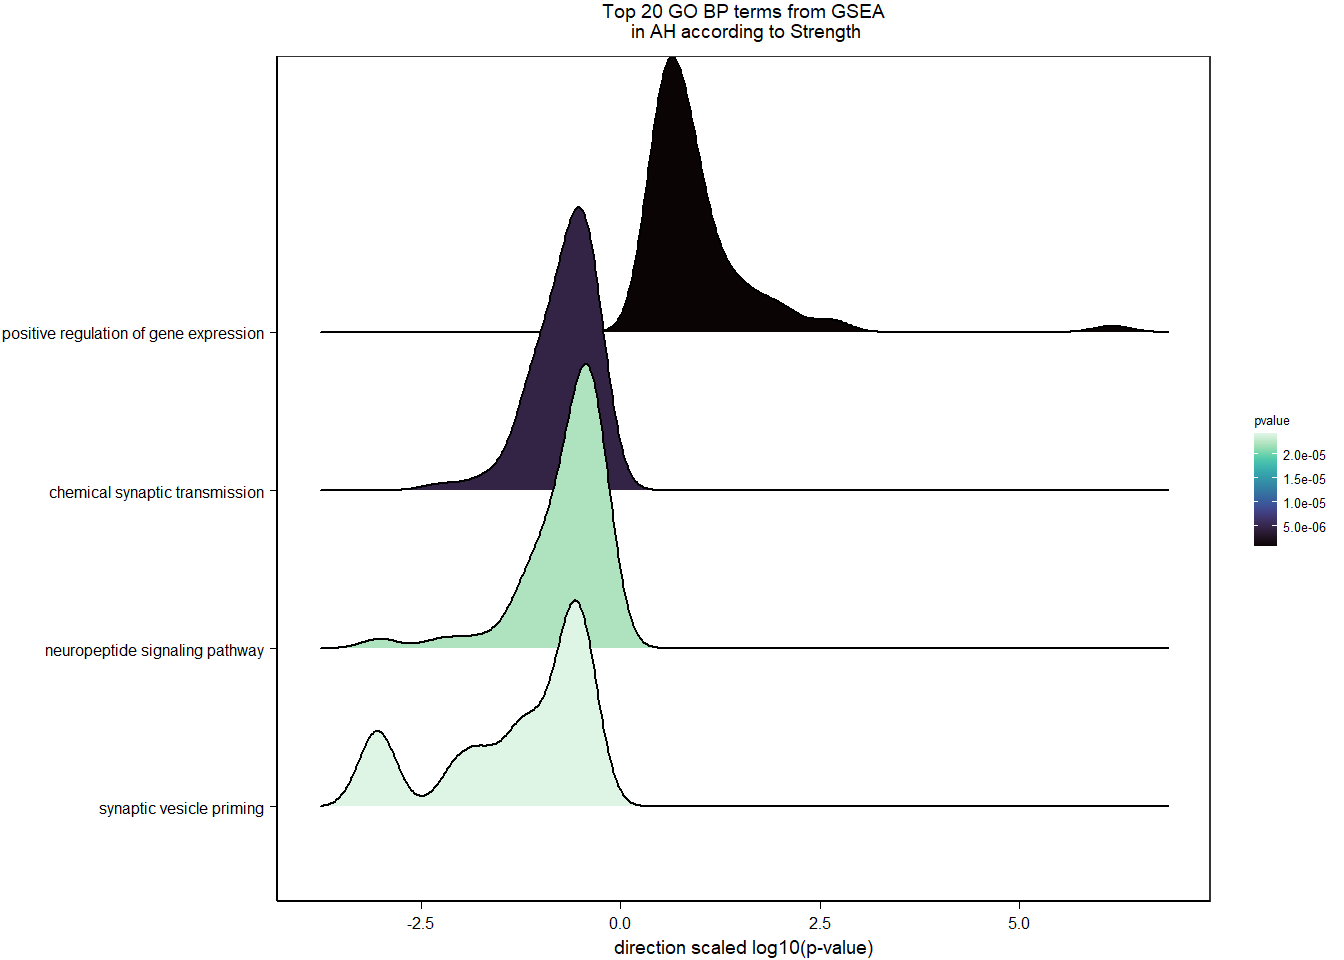 Top 20 GO BP terms from GSEA
in AH according to Strength
positive regulation of gene expression
chemical synaptic transmission
neuropeptide signaling pathway
synaptic vesicle priming
-2.5
0.0
2.5
5.0
direction scaled log10(p-value)
pvalue
2.0e-05
1.5e-05
1.0e-05
5.0e-06